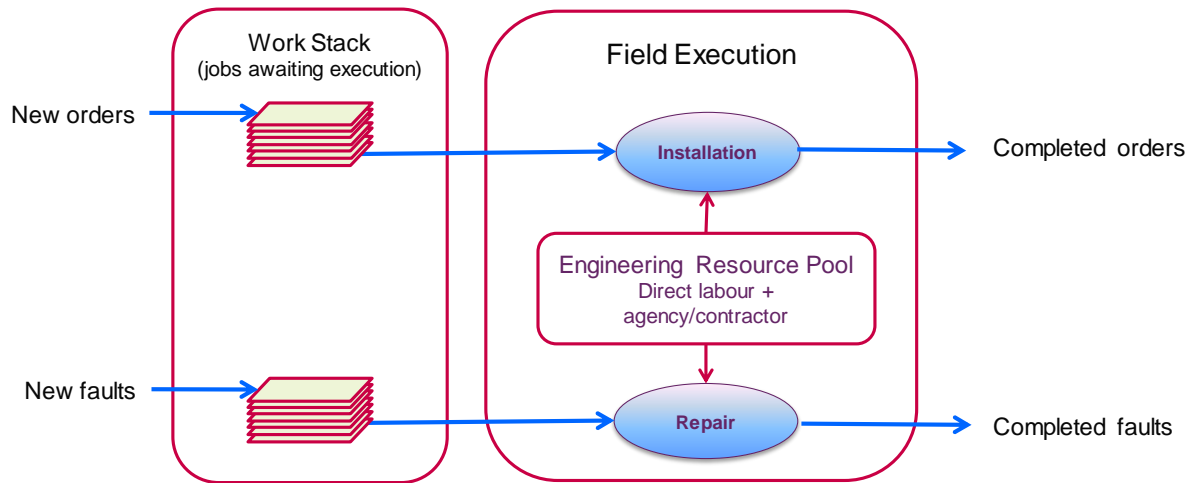 Work Stack
(jobs awaiting execution)
Field Execution
New orders
Installation
Completed orders
Engineering Resource Pool
Direct labour +
agency/contractor
New faults
Repair
Completed faults